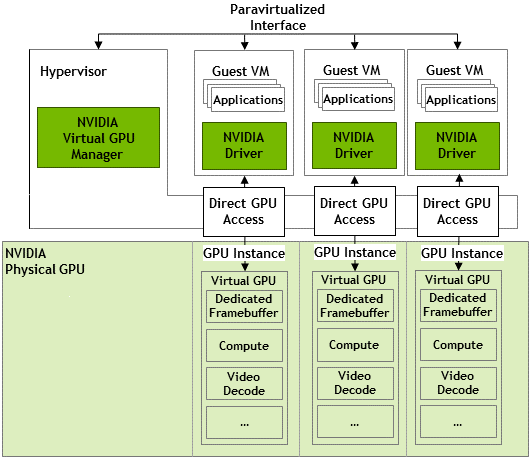 Paravirtualized
Interface
Hypervisor
NVIDIA
Virtual GPU
Manager
Guest VM
Applications
NVIDIA
Driver
Guest VM
Applications
NVIDIA
Driver
Guest VM
Applications
NVIDIA
Driver
Direct GPU
Access
Direct GPU
Access
Direct GPU
Access
NVIDIA
Physical GPU
GPU Instance
Virtual GPU
Dedicated
Framebuffer
Compute
Video
Decode
...
GPU Instance
Virtual GPU
Dedicated
Framebuffer
Compute
Video
Decode
...
GPU Instance
Virtual GPU
Dedicated
Framebuffer
Compute
Video
Decode
...